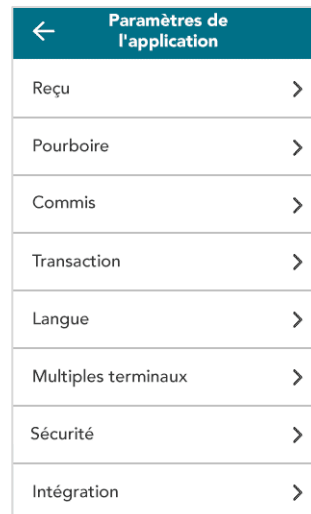 Paramètres de
l'application
Reçu
Pourboire
Commis
Transaction
Langue
Multiples terminaux
Sécurité
Intégration